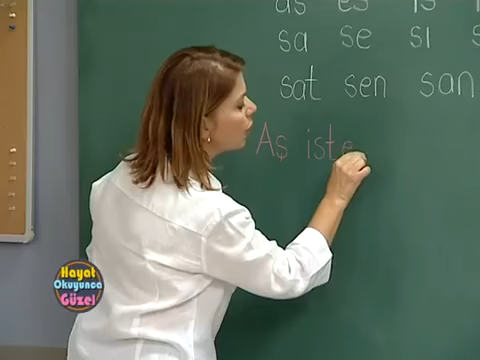 as es is
sa se sı
sat sen san
Aş iste
Hayat
Okuyunca
Güzel